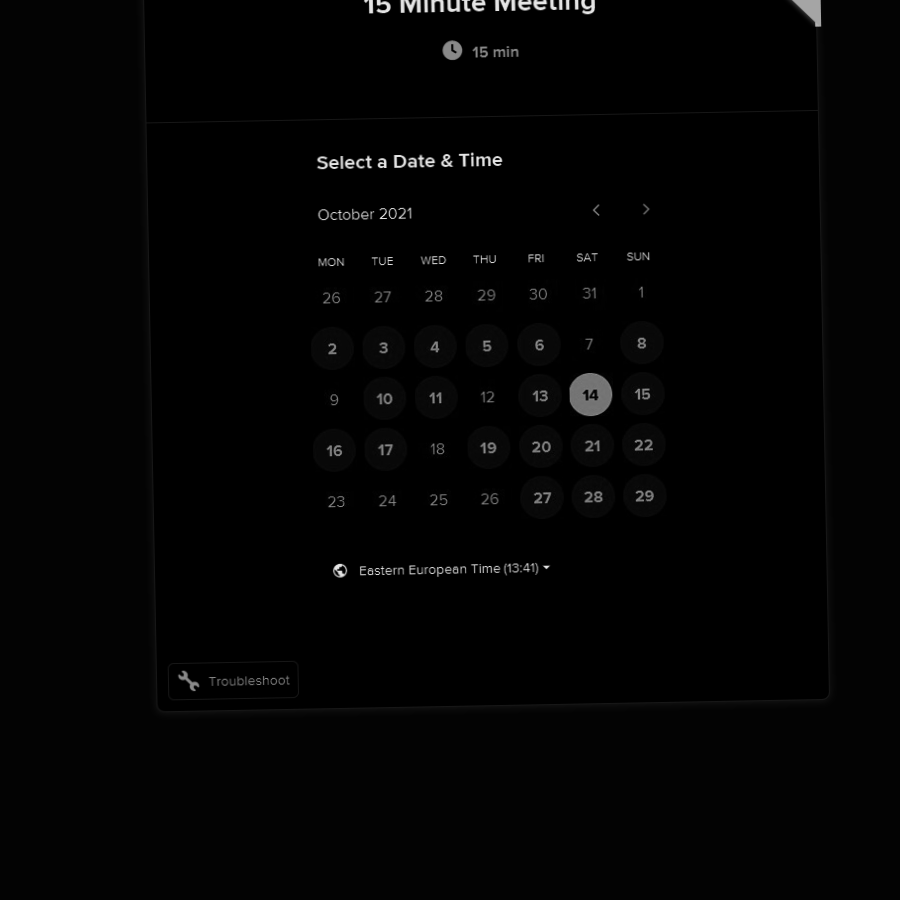 15 Minute Meeting
15 min
Select a Date & Time
October 2021
MON TUE WED THU FRI SAT SUN
26 27 28 29 30 31 1
2 3 4 5 6 7 8
9 10 11 12 13 14 15
16 17 18 19 20 21 22
23 24 25 26 27 28 29
Eastern European Time (13:41)
Troubleshoot